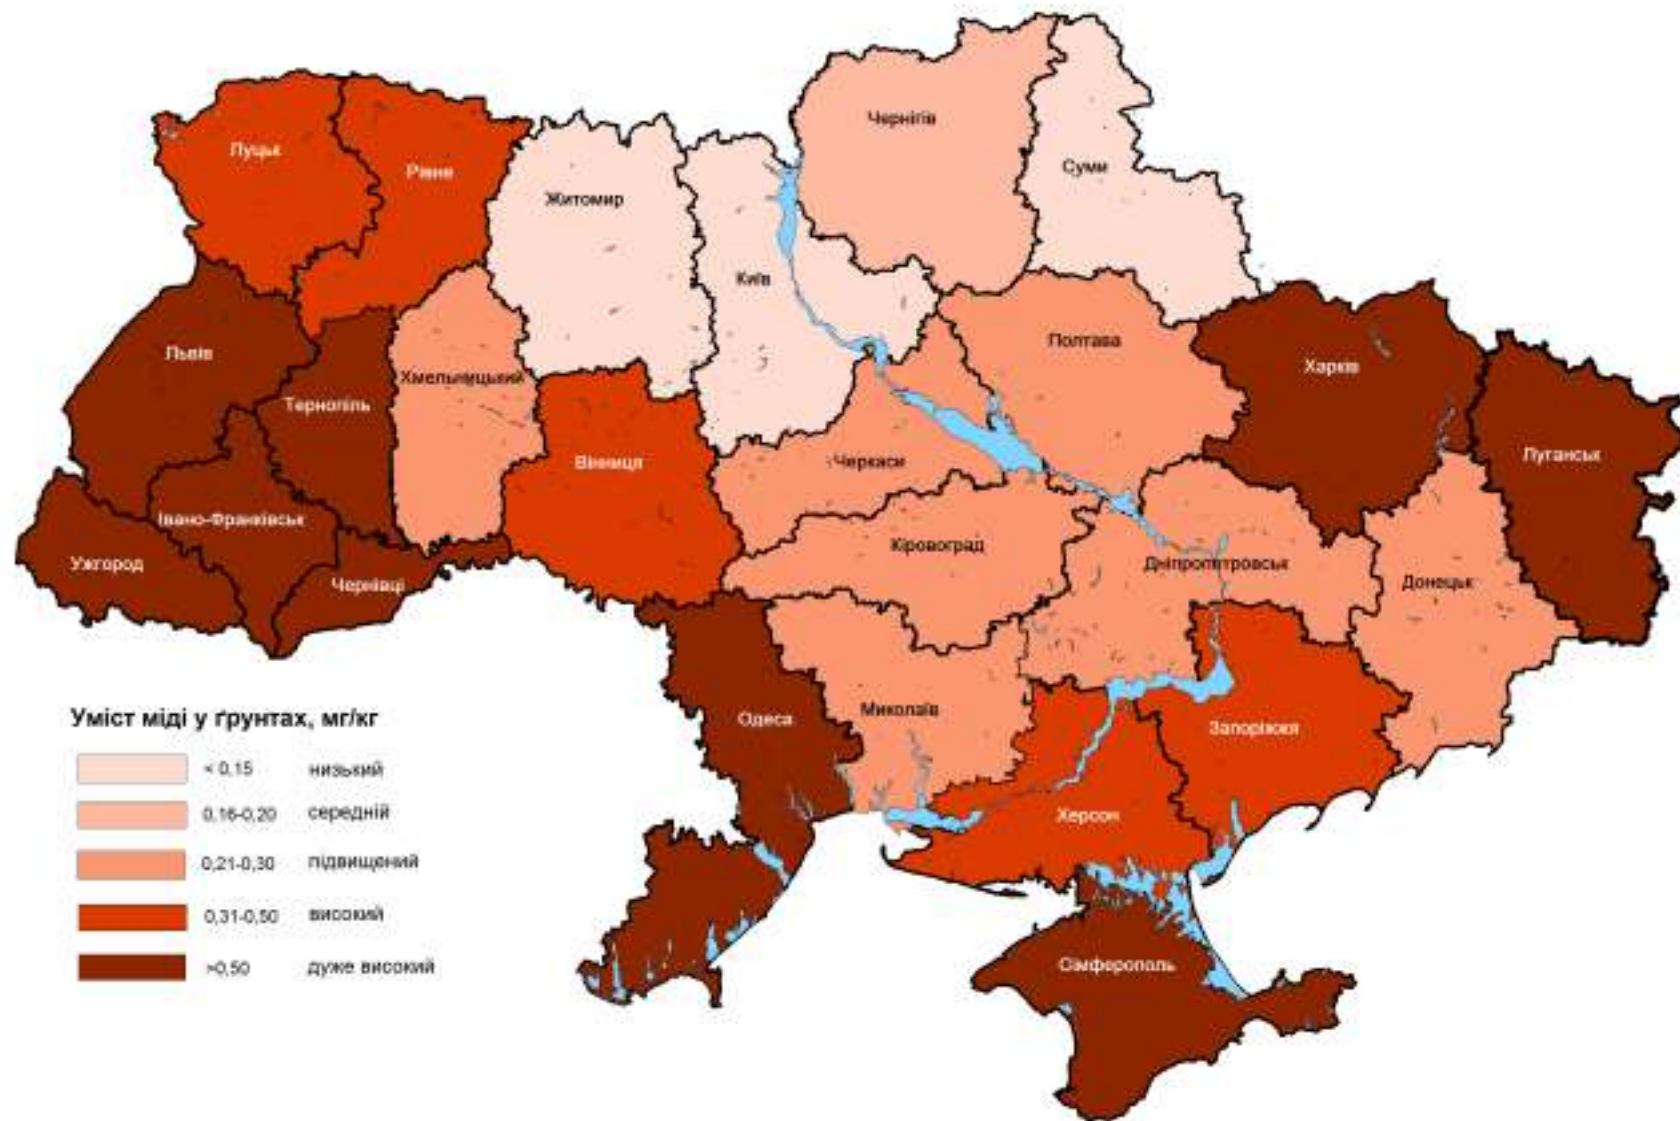 Чернігів
Луцьк
Рівне
Суми
Житомир
Київ
Львів
Полтава
Харків
Хмельницький
Тернопіль
Вінниця
Черкаси
Луганськ
Івано-Франківськ
Кіровоград
Ужгород
Чернівці
Дніпропетровськ
Донецьк
Одеса
Миколаїв
Запоріжжя
Херсон
Сімферополь
Уміст міді у ґрунтах, мг/кг
< 0,15 низький
0,16-0,20 середній
0,21-0,30 підвищений
0,31-0,50 високий
>0,50 дуже високий